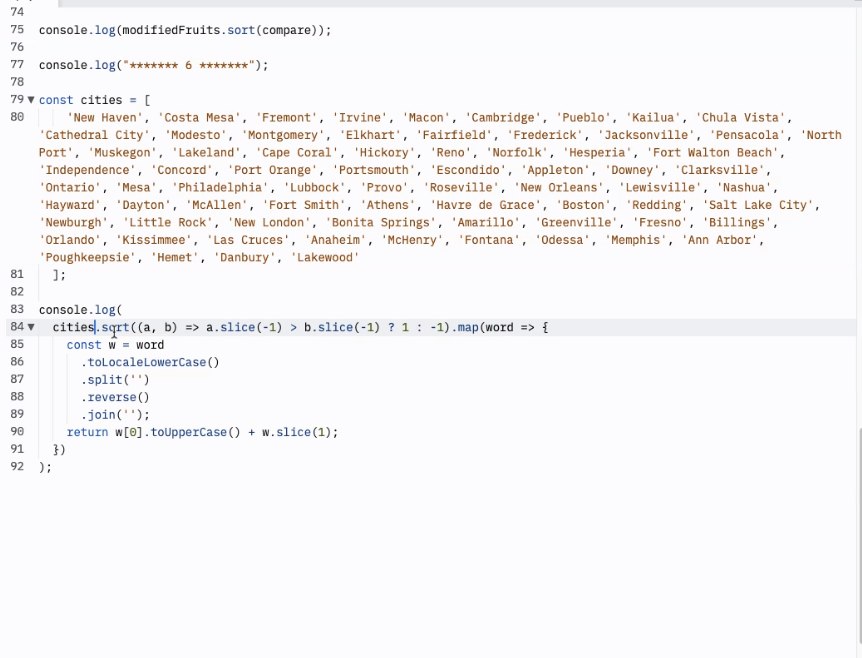 74
75 console.log(modifiedFruits.sort(compare));
76
77 console.log("******* 6 *******");
78
79 const cities = [
80 'New Haven', 'Costa Mesa', 'Fremont', 'Irvine', 'Macon', 'Cambridge', 'Pueblo', 'Kailua', 'Chula Vista',
'Cathedral City', 'Modesto', 'Montgomery', 'Elkhart', 'Fairfield', 'Frederick', 'Jacksonville', 'Pensacola', 'North
Port', 'Muskegon', 'Lakeland', 'Cape Coral', 'Hickory', 'Reno', 'Norfolk', 'Hesperia', 'Fort Walton Beach',
'Independence', 'Concord', 'Port Orange', 'Portsmouth', 'Escondido', 'Appleton', 'Downey', 'Clarksville',
'Ontario', 'Mesa', 'Philadelphia', 'Lubbock', 'Provo', 'Roseville', 'New Orleans', 'Lewisville', 'Nashua',
'Hayward', 'Dayton', 'McAllen', 'Fort Smith', 'Athens', 'Havre de Grace', 'Boston', 'Redding', 'Salt Lake City',
'Newburgh', 'Little Rock', 'New London', 'Bonita Springs', 'Amarillo', 'Greenville', 'Fresno', 'Billings',
'Orlando', 'Kissimmee', 'Las Cruces', 'Anaheim', 'McHenry', 'Fontana', 'Odessa', 'Memphis', 'Ann Arbor',
'Poughkeepsie', 'Hemet', 'Danbury', 'Lakewood'
81 ];
82
83 console.log(
84 cities.sort((a, b) => a.slice(-1) > b.slice(-1) ? 1 : -1).map(word => {
85 const w = word
86 .toLocaleLowerCase()
87 .split('')
88 .reverse()
89 .join('');
90 return w[0].toUpperCase() + w.slice(1);
91 })
92 );